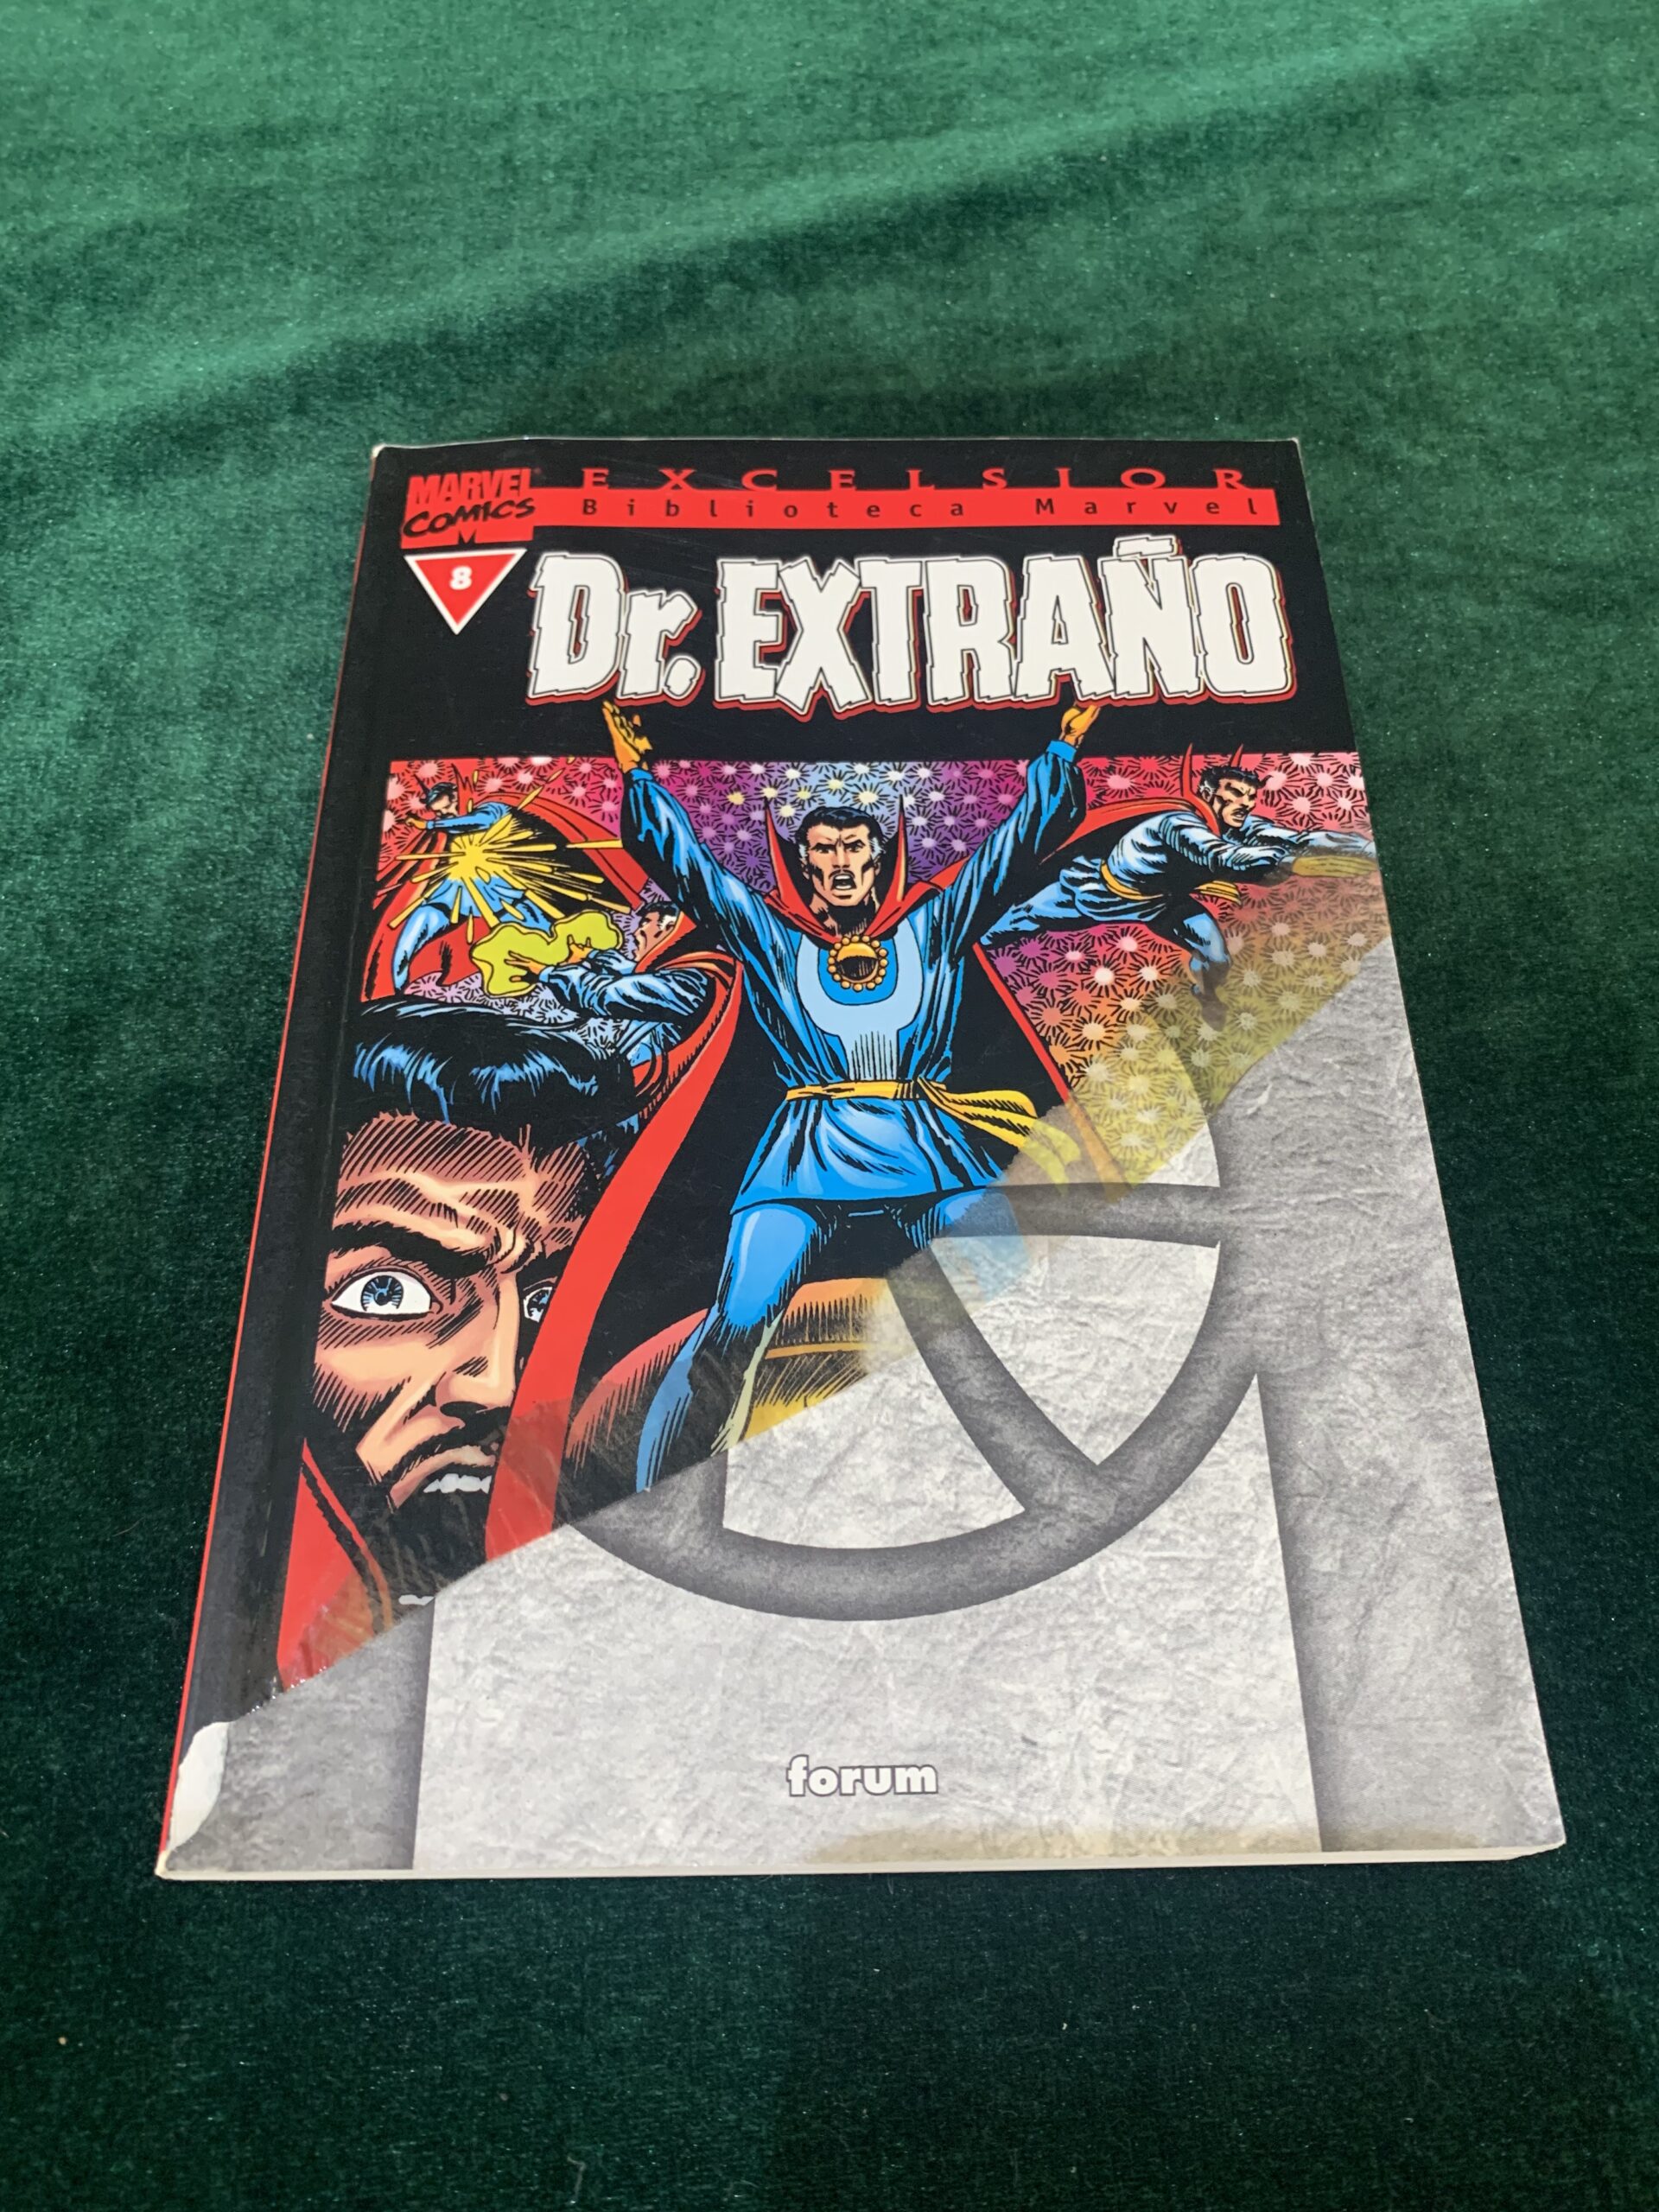 MARVEL
COMICS
M
EXCELSIOR
Biblioteca Marvel
8
Dr. EXTRAÑO
forum